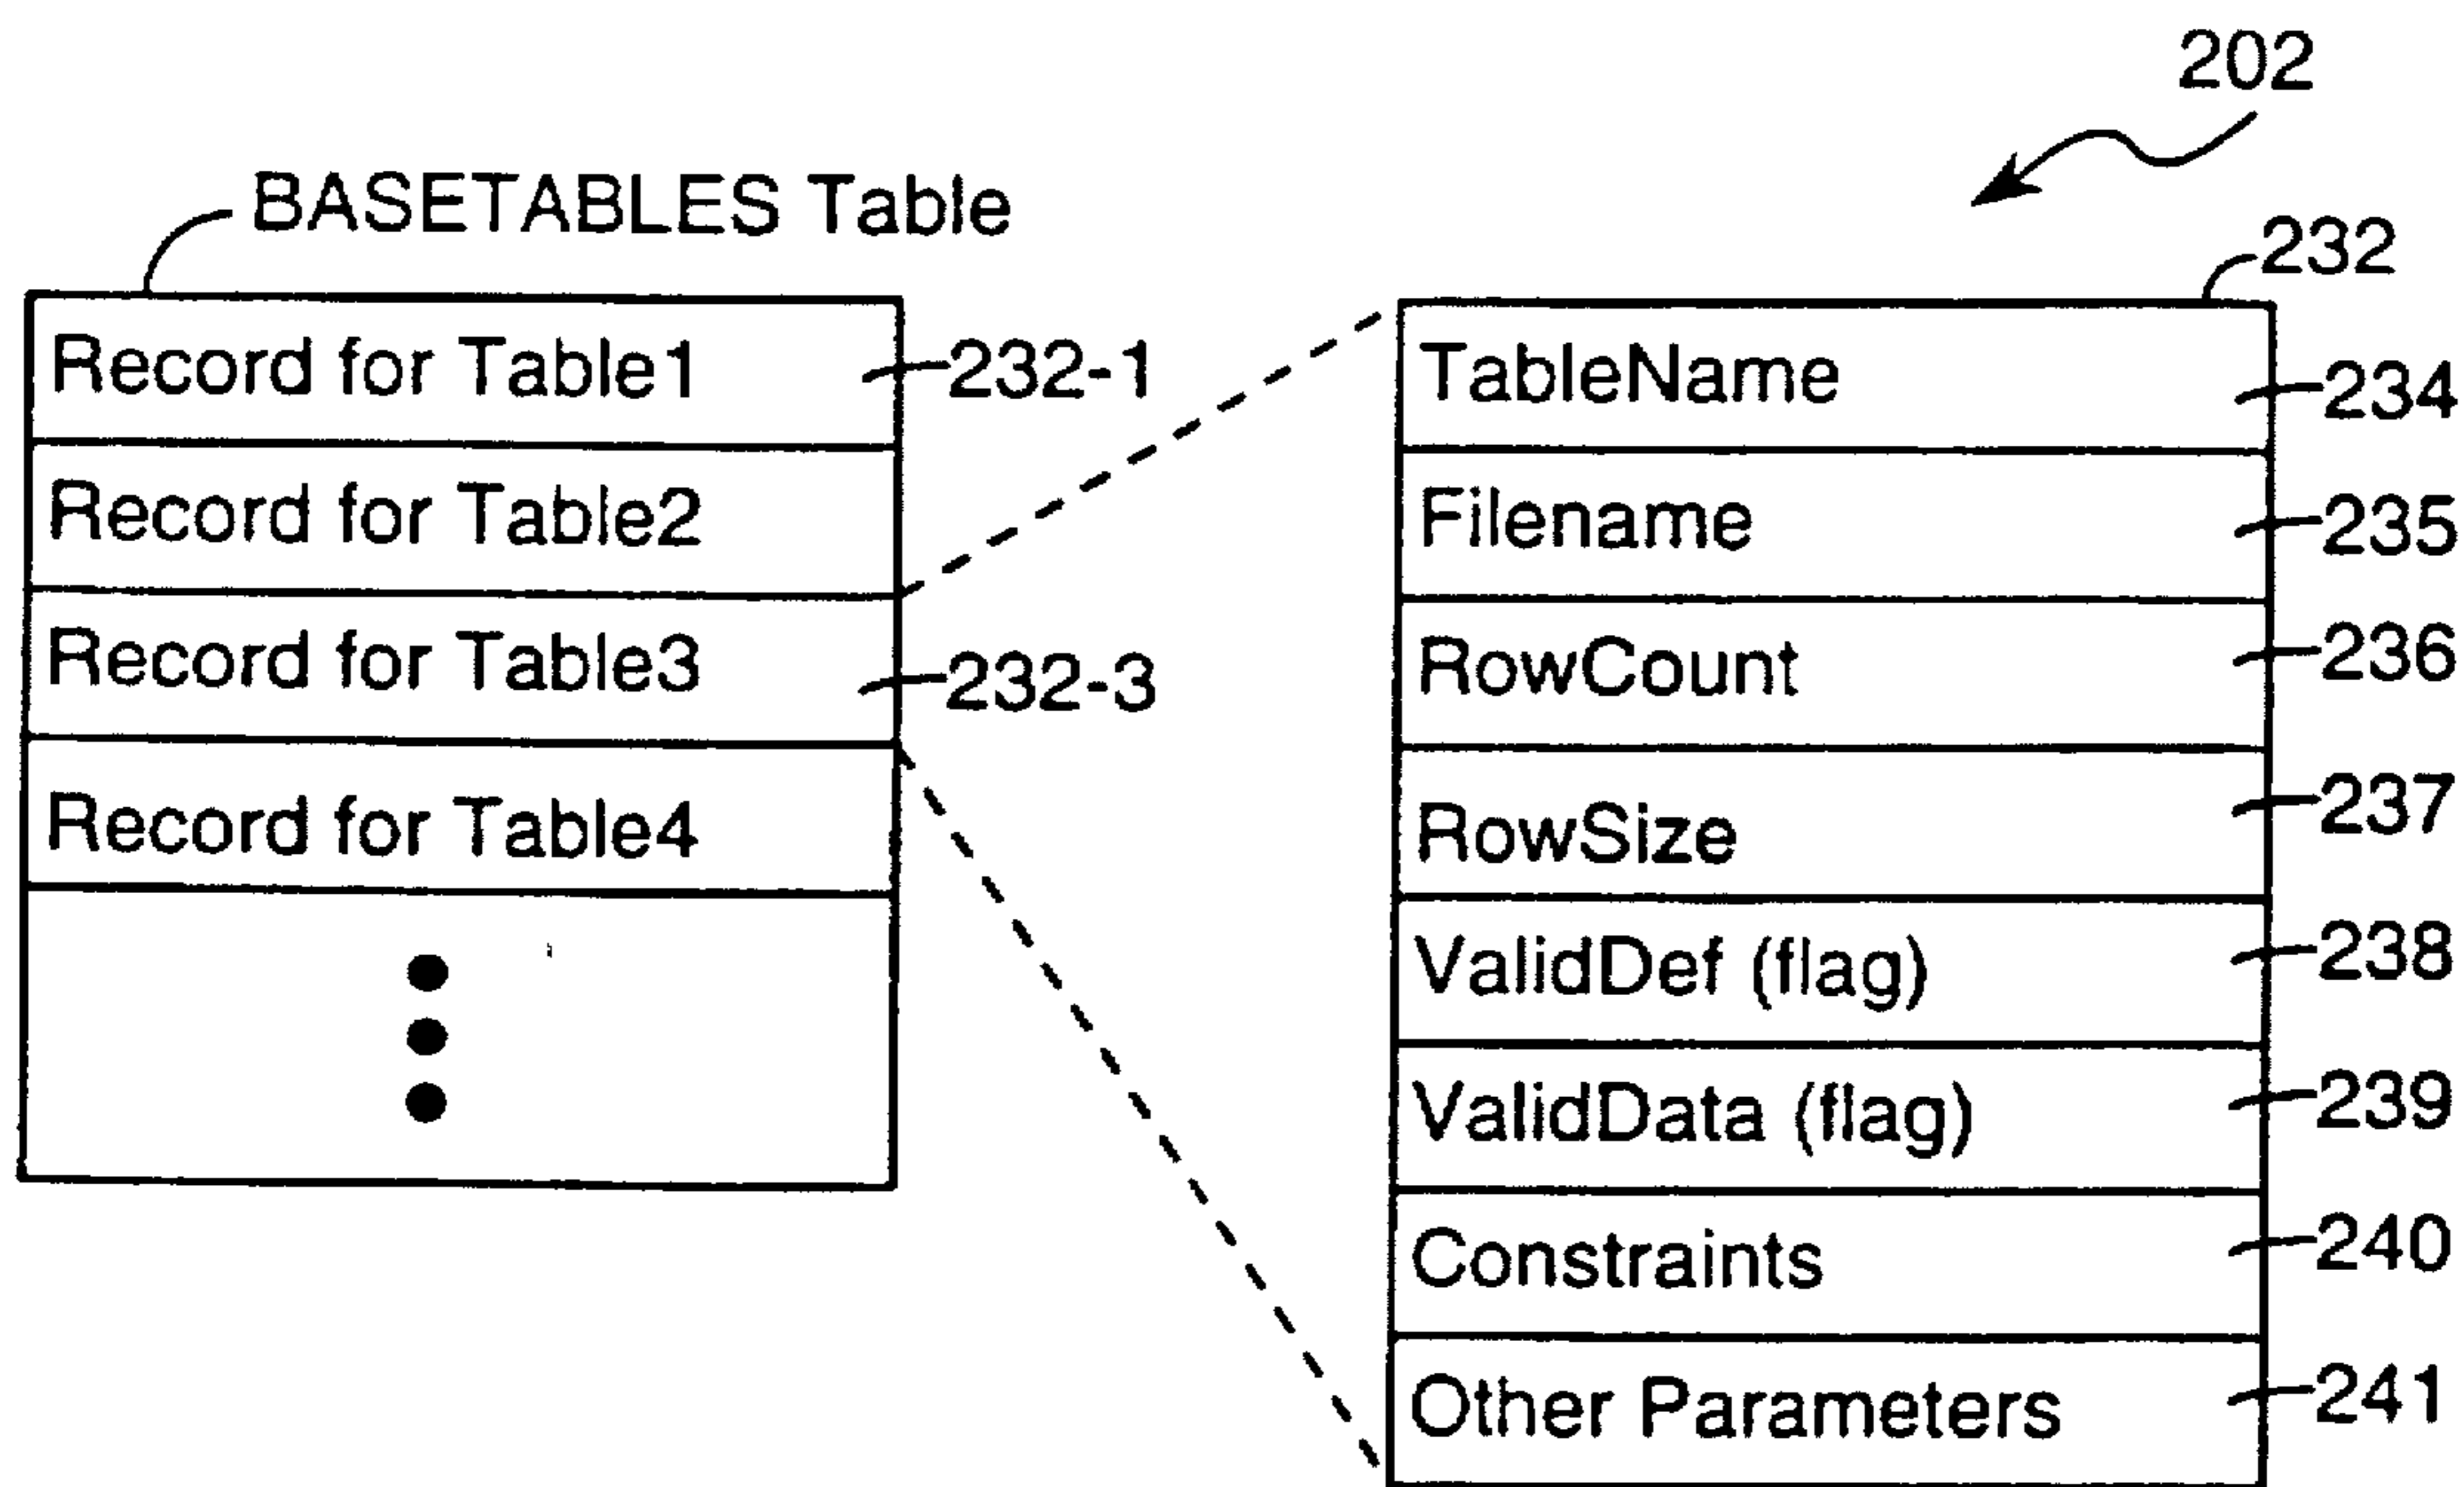 202
BASETABLES Table
Record for Table1
232-1
Record for Table2
Record for Table3
232-3
Record for Table4
232
TableName
234
Filename
235
RowCount
236
RowSize
237
ValidDef (flag)
238
ValidData (flag)
239
Constraints
240
Other Parameters
241